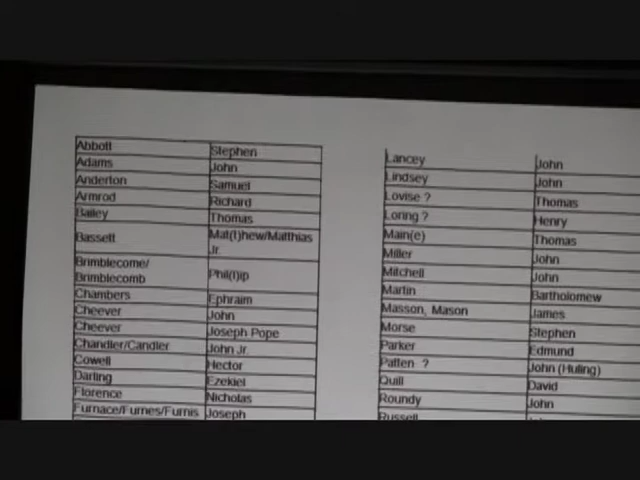 Abbott Stephen
Adams John
Anderton Samuel
Armrod Richard
Bailey Thomas
Bassett Mat(t)hew/Matthias
Jr.
Brimblecome/
Brimblecomb Phil(l)ip
Chambers Ephraim
Cheever John
Cheever Joseph Pope
Chandler/Candler John Jr.
Cowell Hector
Darling Ezekiel
Florence Nicholas
Furnace/Furnes/Furnis Joseph
Lancey John
Lindsey John
Lovise ? Thomas
Loring ? Henry
Main(e) Thomas
Miller John
Mitchell John
Martin Bartholomew
Masson, Mason James
Morse Stephen
Parker Edmund
Patten ? John (Huling)
Quill David
Roundy John
Russell